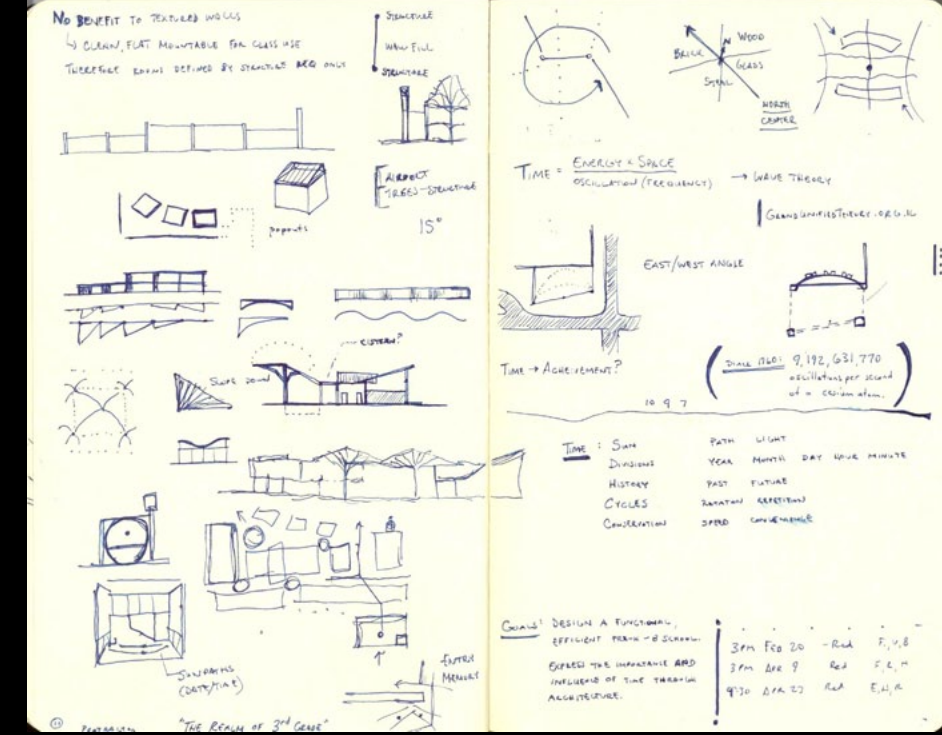 NO BENEFIT TO TEXTURED WALLS
↳ CLEAN, FLAT MOUNTABLE FOR CLASS USE
THEREFORE ROOMS DEFINED BY STRUCTURE ONLY
STRUCTURE
WALL FILL
STRUCTURE
AIRPORT
TREES - STRUCTURE
15°
popouts
CISTERN?
SLOPE DOWN
SUNPATHS
(DATE/TIME)
ENTRY
MEMORY
"THE REALM OF 3rd GRADE"
N
WOOD
BRICK
GLASS
STEEL
NORTH
CENTER
TIME = ENERGY × SPACE
OSCILLATION (FREQUENCY) → WAVE THEORY
EAST/WEST ANGLE
TIME → ACHEIVEMENT?
(SINCE 1960: 9,192,631,770
oscillations per second
of a cesium atom.)
10 9 7
TIME: SUN PATH LIGHT
DIVISIONS YEAR MONTH DAY HOUR MINUTE
HISTORY PAST FUTURE
CYCLES ROTATION REPETITION
CONSERVATION SPEED CONVENIENCE
GOALS: DESIGN A FUNCTIONAL,
EFFICIENT PREK-8 SCHOOL.
EXPRESS THE IMPORTANCE AND
INFLUENCE OF TIME THROUGH
ARCHITECTURE.
3PM FEB 20 - Red
3PM APR 9 Red
9:30 APR 23 Red